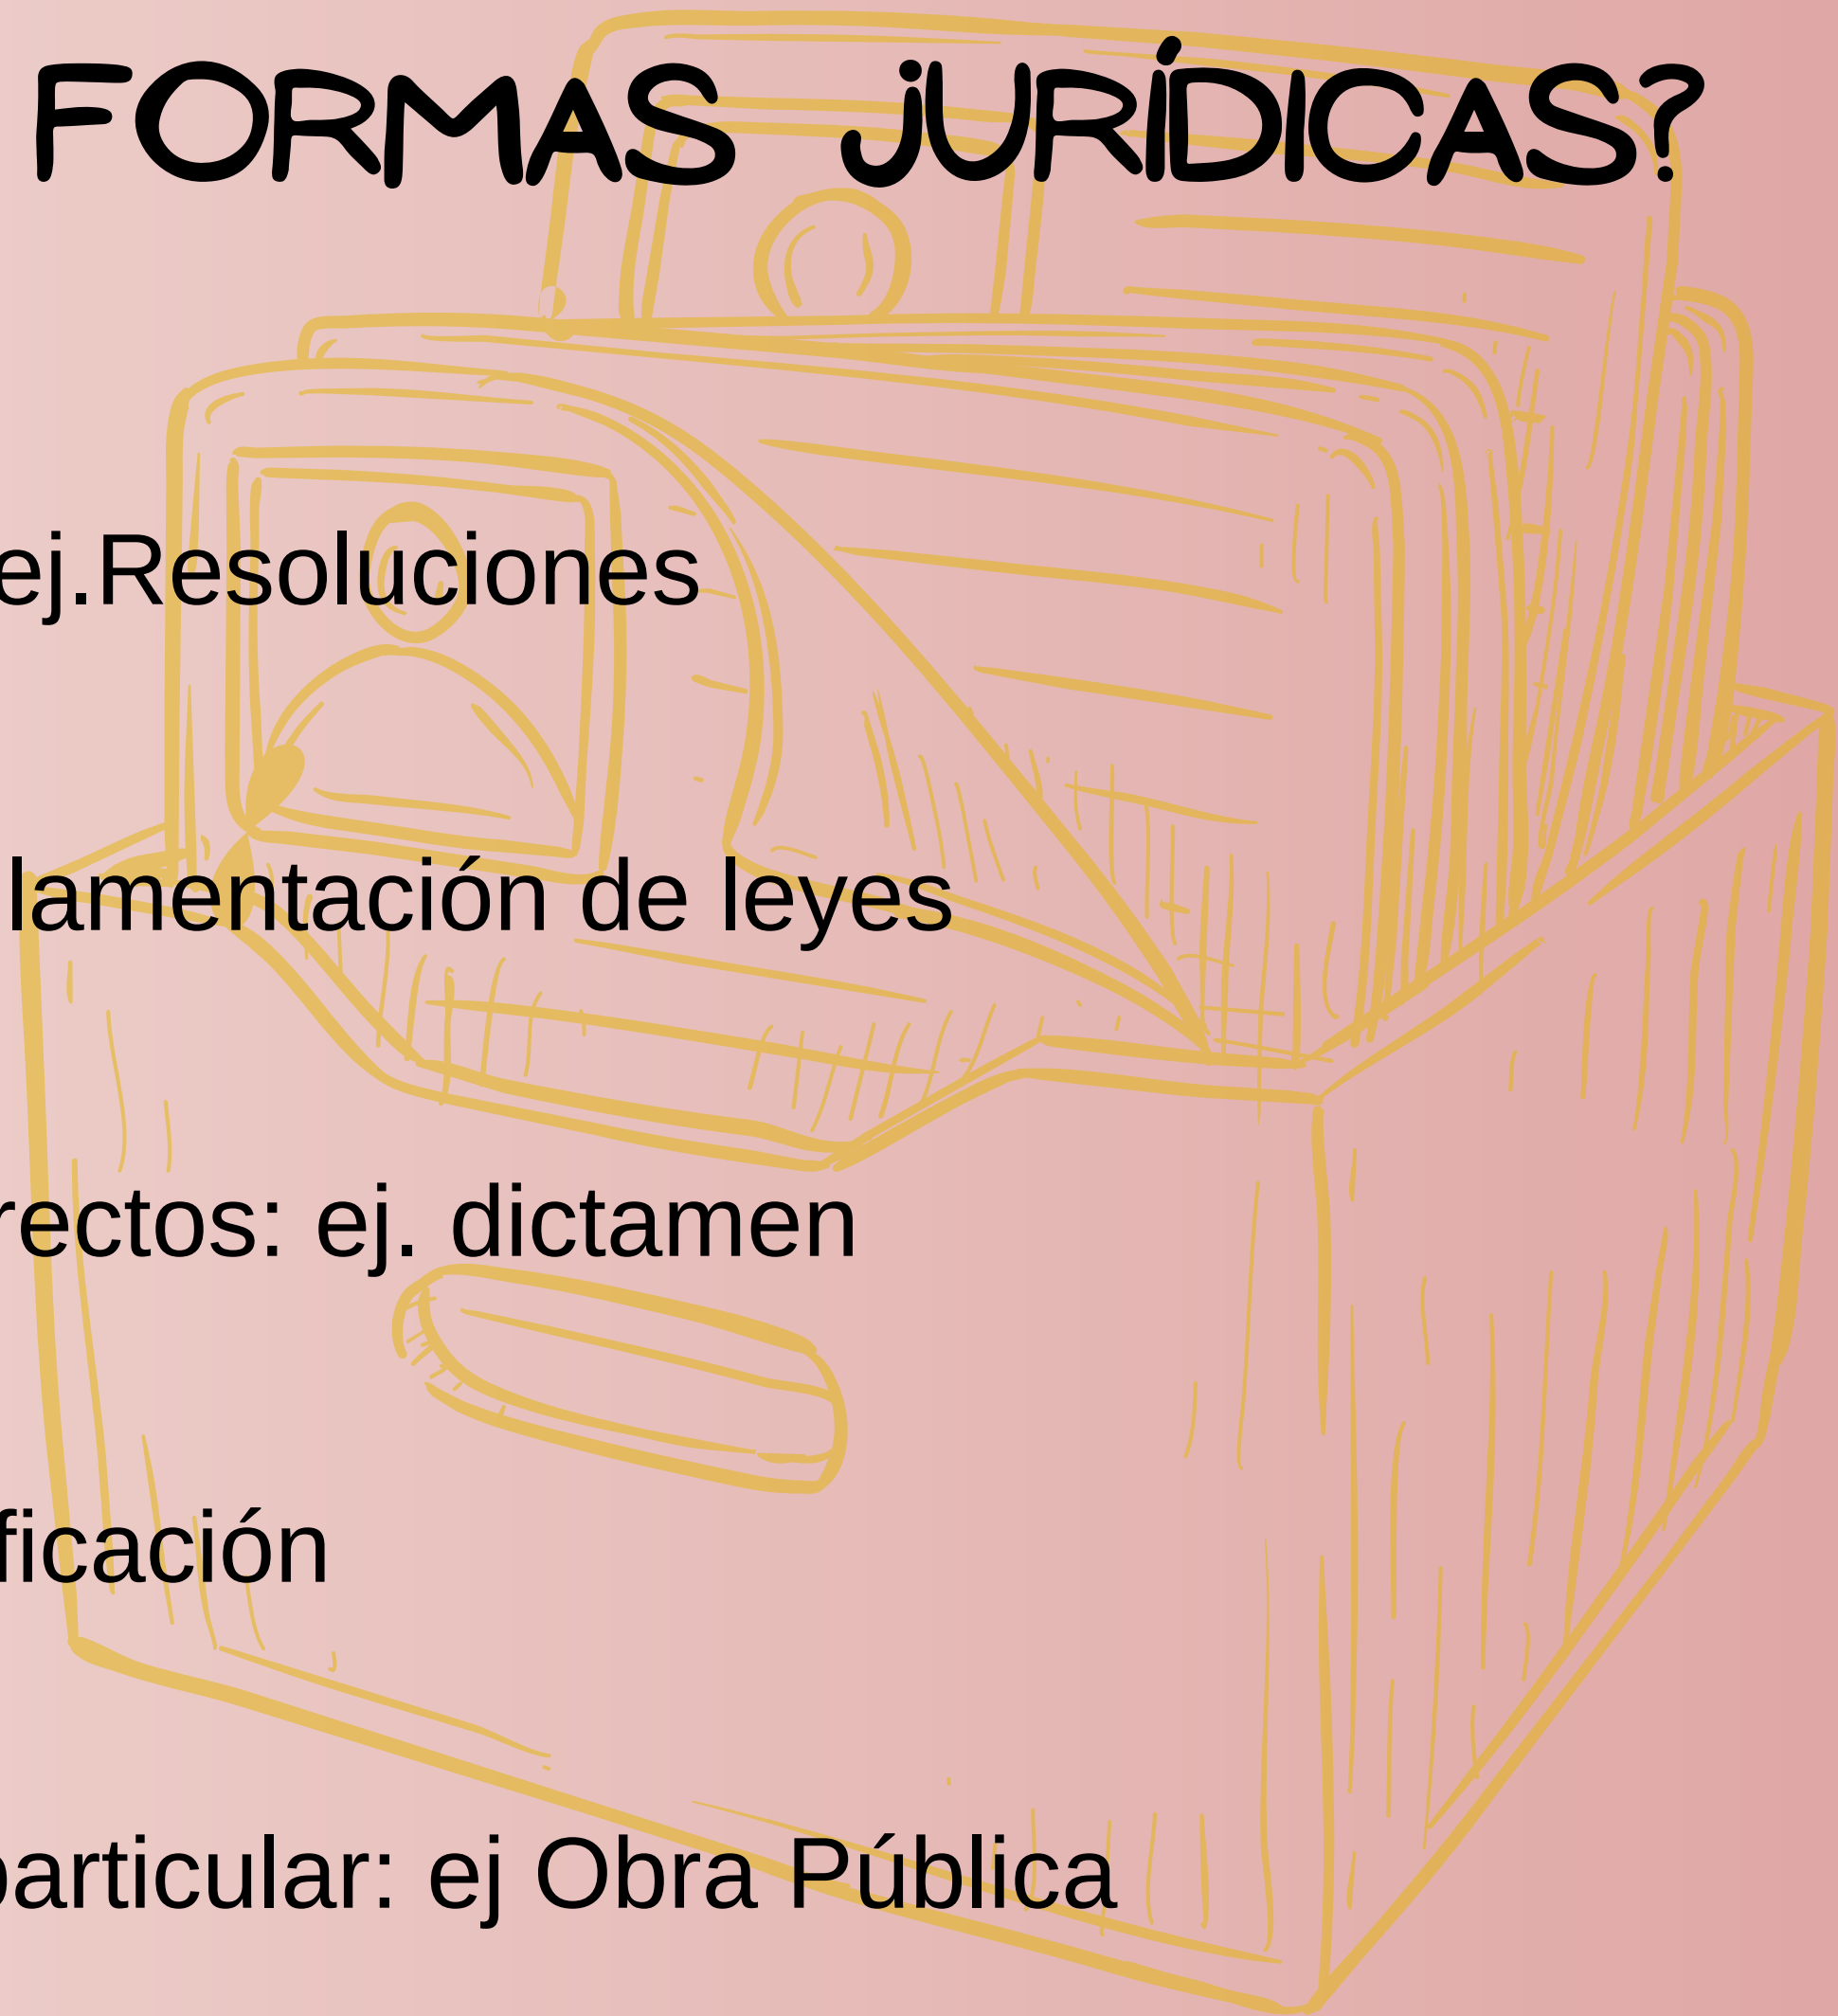 FORMAS JURÍDICAS?
ej.Resoluciones
lamentación de leyes
rectos: ej. dictamen
ficación
particular: ej Obra Pública